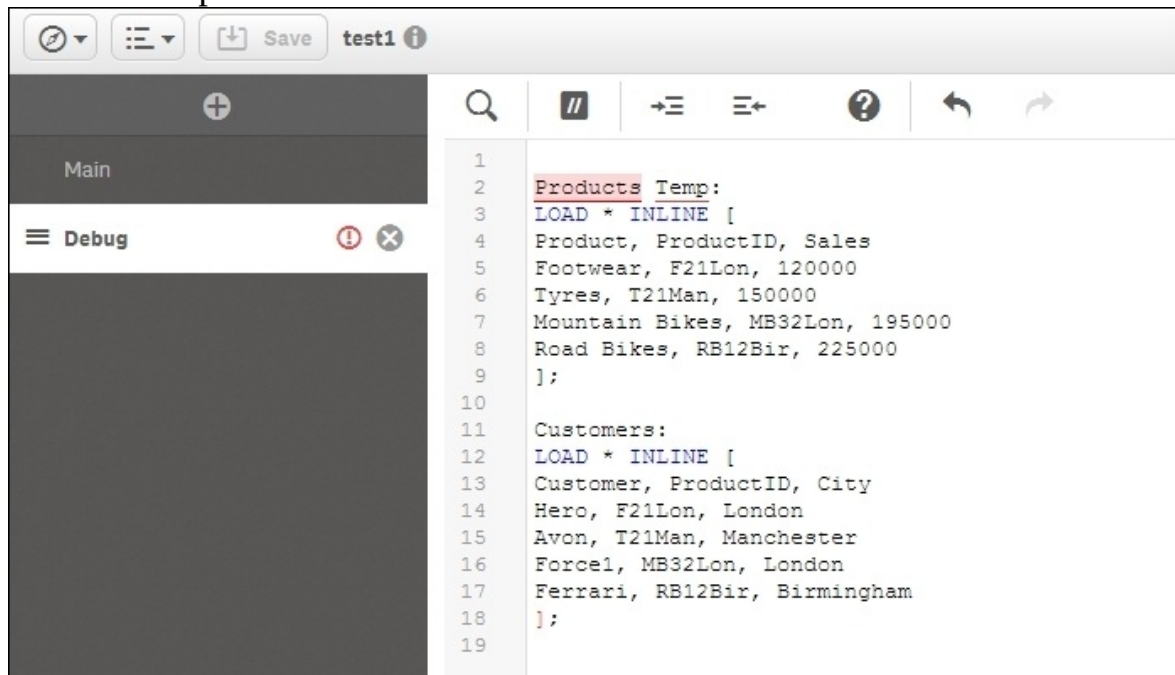 Save test1
Main
Debug
1
2 Products Temp:
3 LOAD * INLINE [
4 Product, ProductID, Sales
5 Footwear, F21Lon, 120000
6 Tyres, T21Man, 150000
7 Mountain Bikes, MB32Lon, 195000
8 Road Bikes, RB12Bir, 225000
9 ];
10
11 Customers:
12 LOAD * INLINE [
13 Customer, ProductID, City
14 Hero, F21Lon, London
15 Avon, T21Man, Manchester
16 Force1, MB32Lon, London
17 Ferrari, RB12Bir, Birmingham
18 ];
19